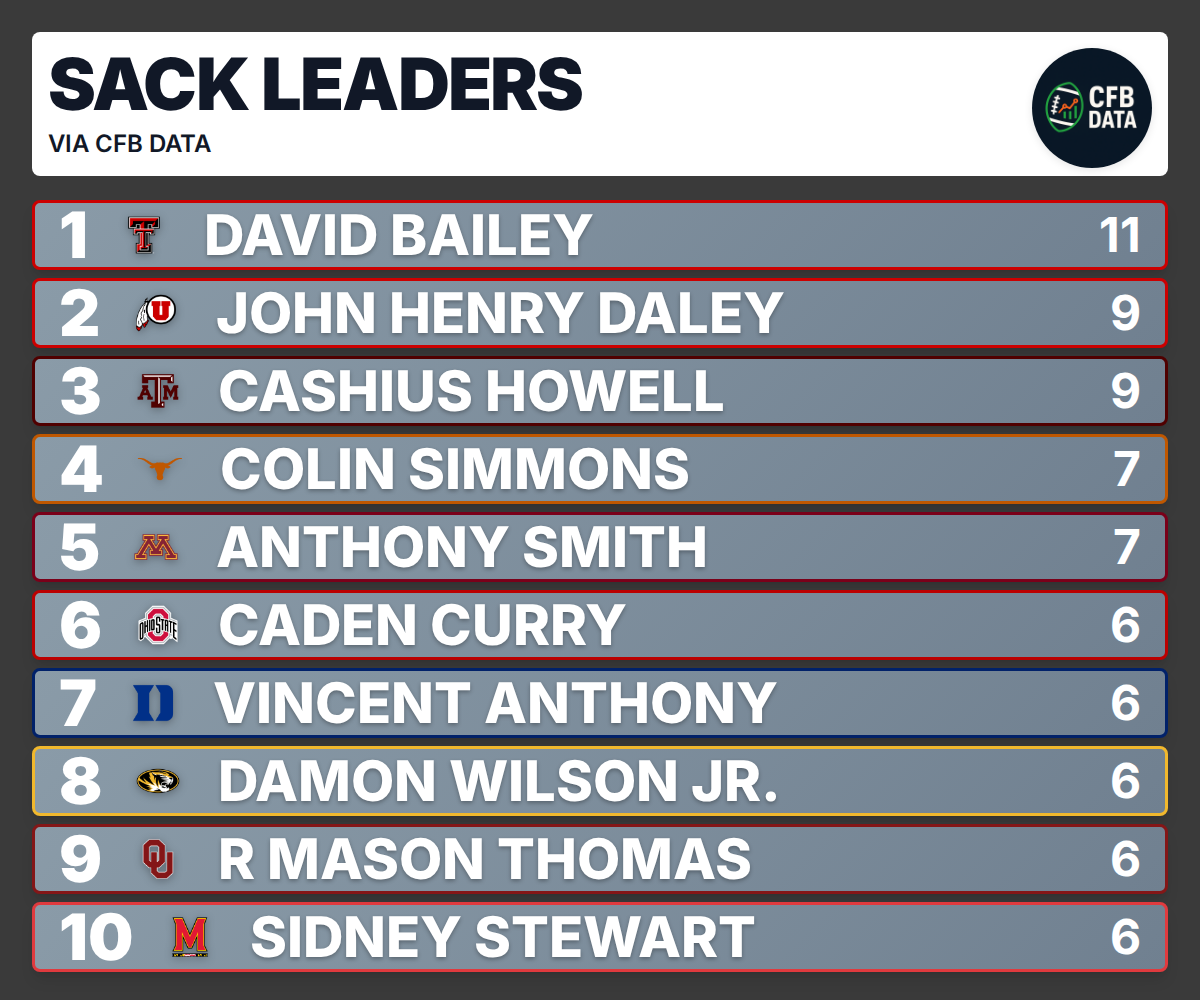 SACK LEADERS
VIA CFB DATA
CFB
DATA
1 T DAVID BAILEY 11
2 U JOHN HENRY DALEY 9
3 ATM CASHIUS HOWELL 9
4 COLIN SIMMONS 7
5 M ANTHONY SMITH 7
6 OHIO STATE CADEN CURRY 6
7 D VINCENT ANTHONY 6
8 DAMON WILSON JR. 6
9 OU R MASON THOMAS 6
10 M SIDNEY STEWART 6